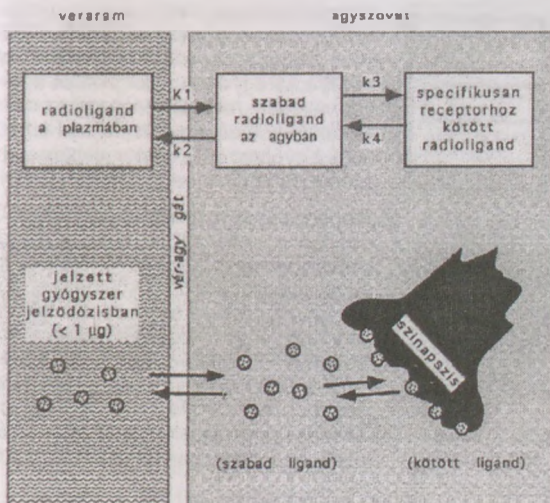 véráram
agyszövet
radioligand
a plazmában
K1
k2
szabad
radioligand
az agyban
k3
k4
specifikusan
receptorhoz
kötött
radioligand
vér-agy gát
jelzett
gyógyszer
jelződózisban
(< 1 µg)
szinapszis
(szabad ligand)
(kötött ligand)